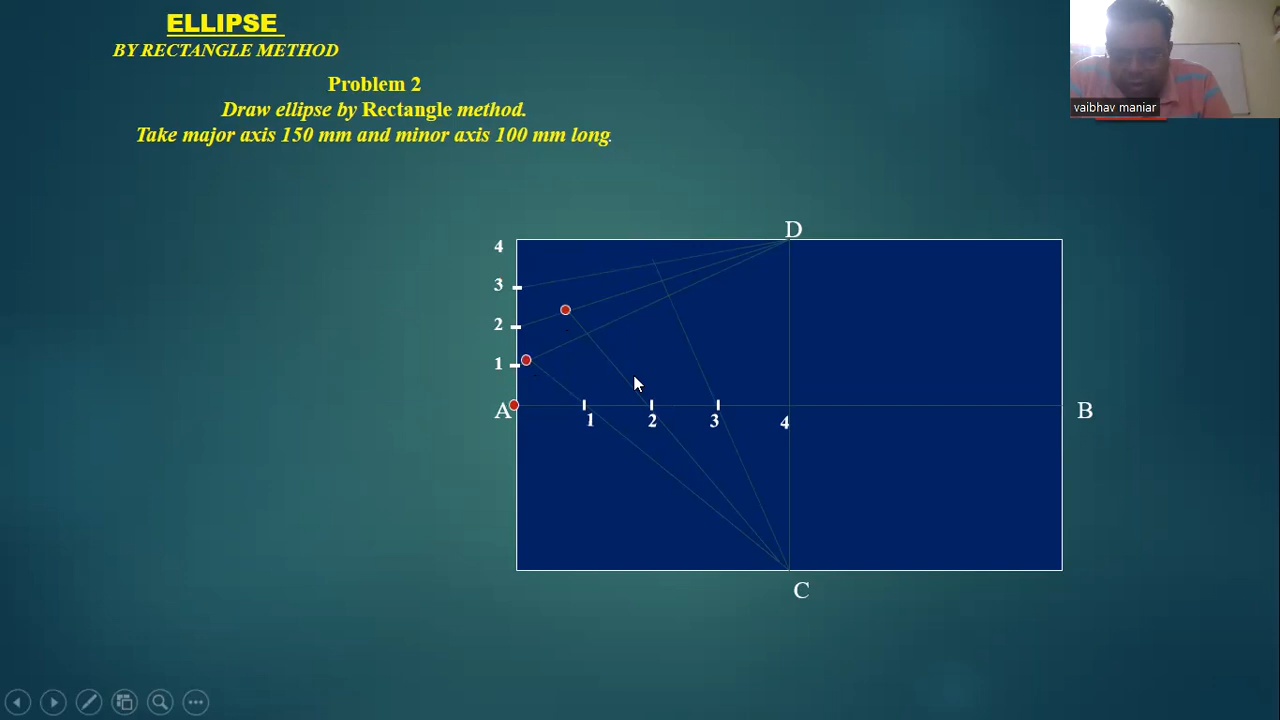 ELLIPSE
BY RECTANGLE METHOD
Problem 2
Draw ellipse by Rectangle method.
Take major axis 150 mm and minor axis 100 mm long.
vaibhav maniar
D
4
3
2
1
A
B
1
2
3
4
C